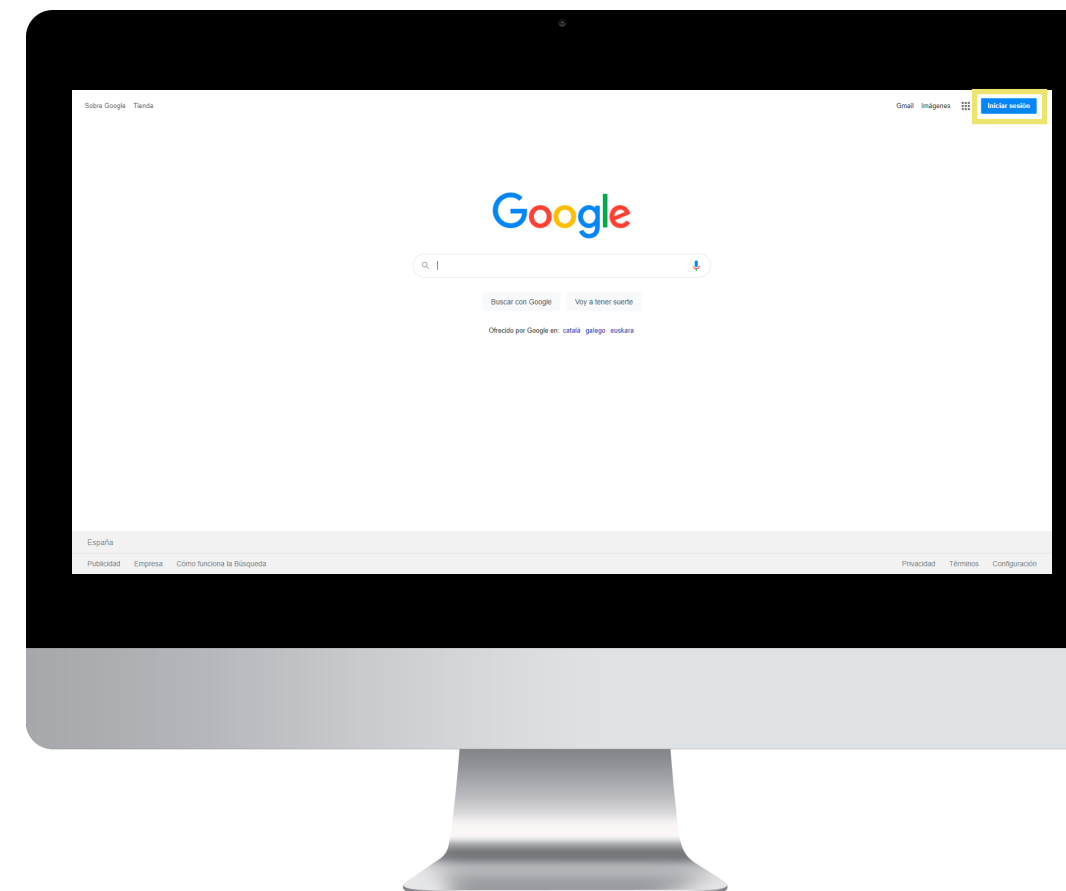 Sobre Google Tienda Gmail Imágenes Iniciar sesión
Google
Buscar con Google Voy a tener suerte
Ofrecido por Google en: català galego euskara
España
Publicidad Empresa Cómo funciona la Búsqueda Privacidad Términos Configuración